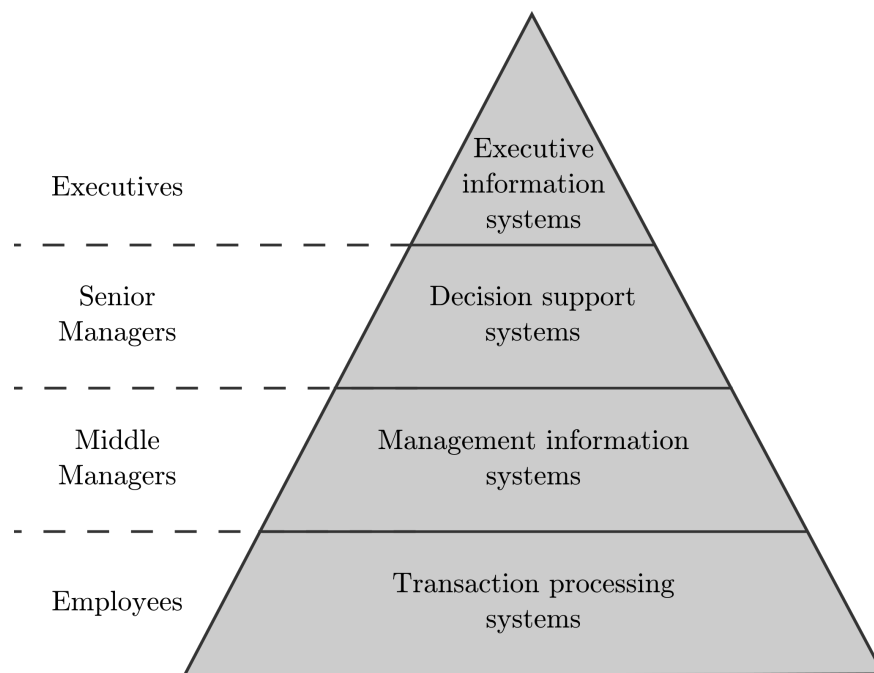 Executives
Executive
information
systems
Senior
Managers
Decision support
systems
Middle
Managers
Management information
systems
Employees
Transaction processing
systems